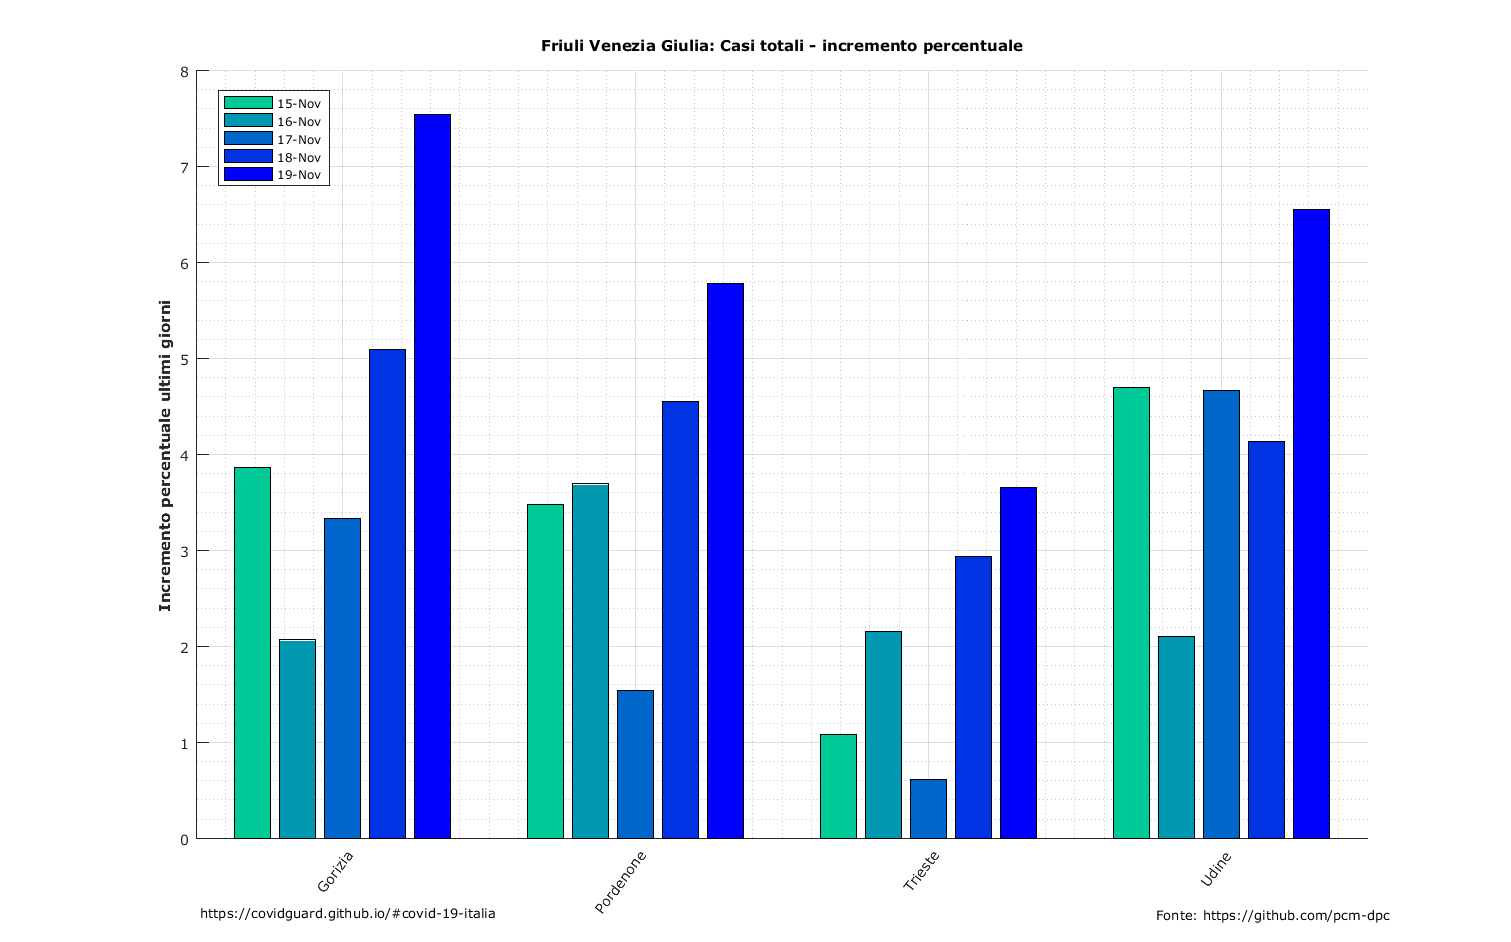 Friuli Venezia Giulia: Casi totali - incremento percentuale
Incremento percentuale ultimi giorni
8
7
6
5
4
3
2
1
0
15-Nov
16-Nov
17-Nov
18-Nov
19-Nov
Gorizia
Pordenone
Trieste
Udine
https://covidguard.github.io/#covid-19-italia
Fonte: https://github.com/pcm-dpc